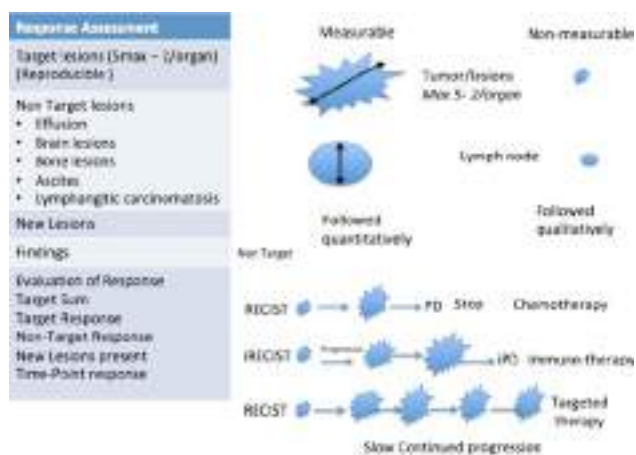 Response Assessment
Target lesions (5max – 2/organ)
(Reproducible )
Non Target lesions
• Effusion
• Brain lesions
• Bone lesions
• Ascites
• Lymphangitic carcinomatosis
New Lesions
Findings
Evaluation of Response
Target Sum
Target Response
Non-Target Response
New Lesions present
Time-Point response
Measurable
Non-measurable
Tumor/lesions
Max 5- 2/organ
Lymph node
Followed
quantitatively
Followed
qualitatively
Non Target
RECIST
PD
Stop
Chemotherapy
iRECIST
Progression
iPD
Immuno-therapy
RECIST
Targeted
therapy
Slow Continued progression